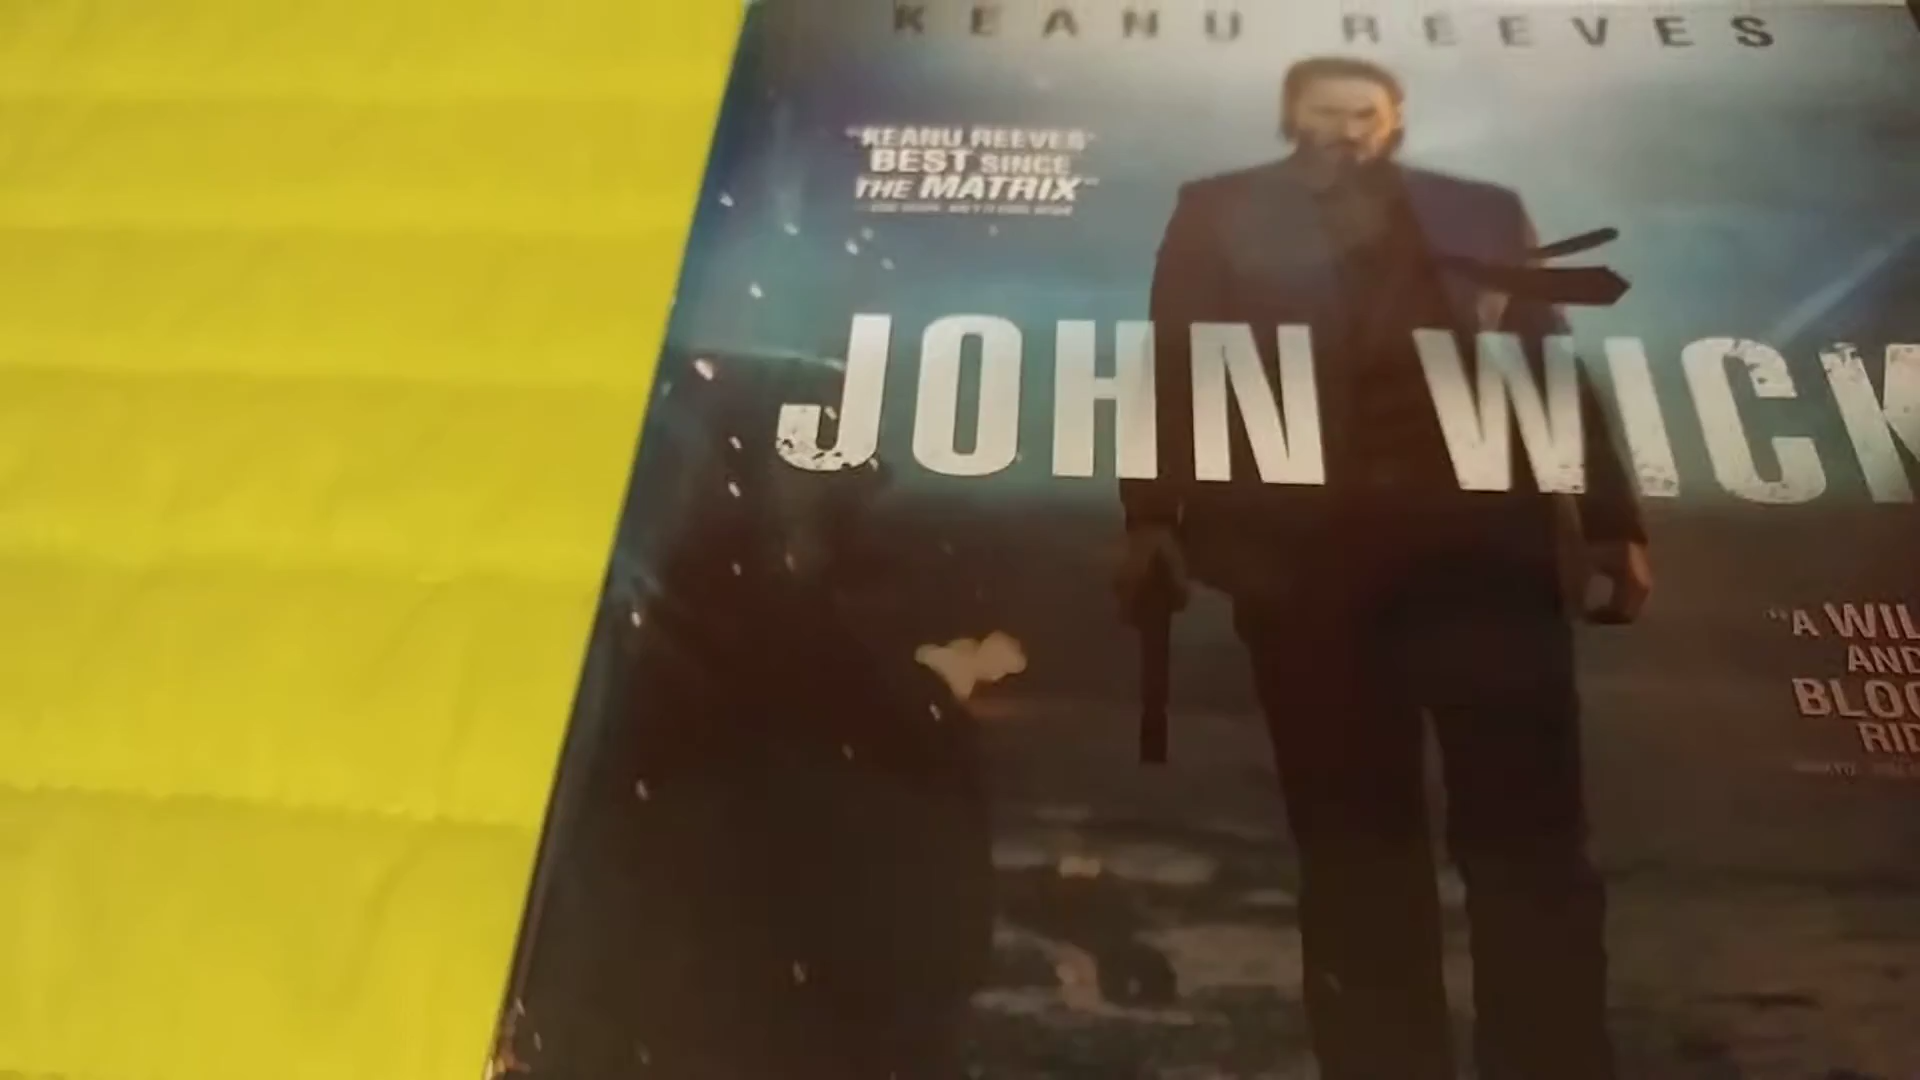 KEANU REEVES
"KEANU REEVES'
BEST SINCE
THE MATRIX"
JOHN WICK
"A WIL
AND
BLOO
RID